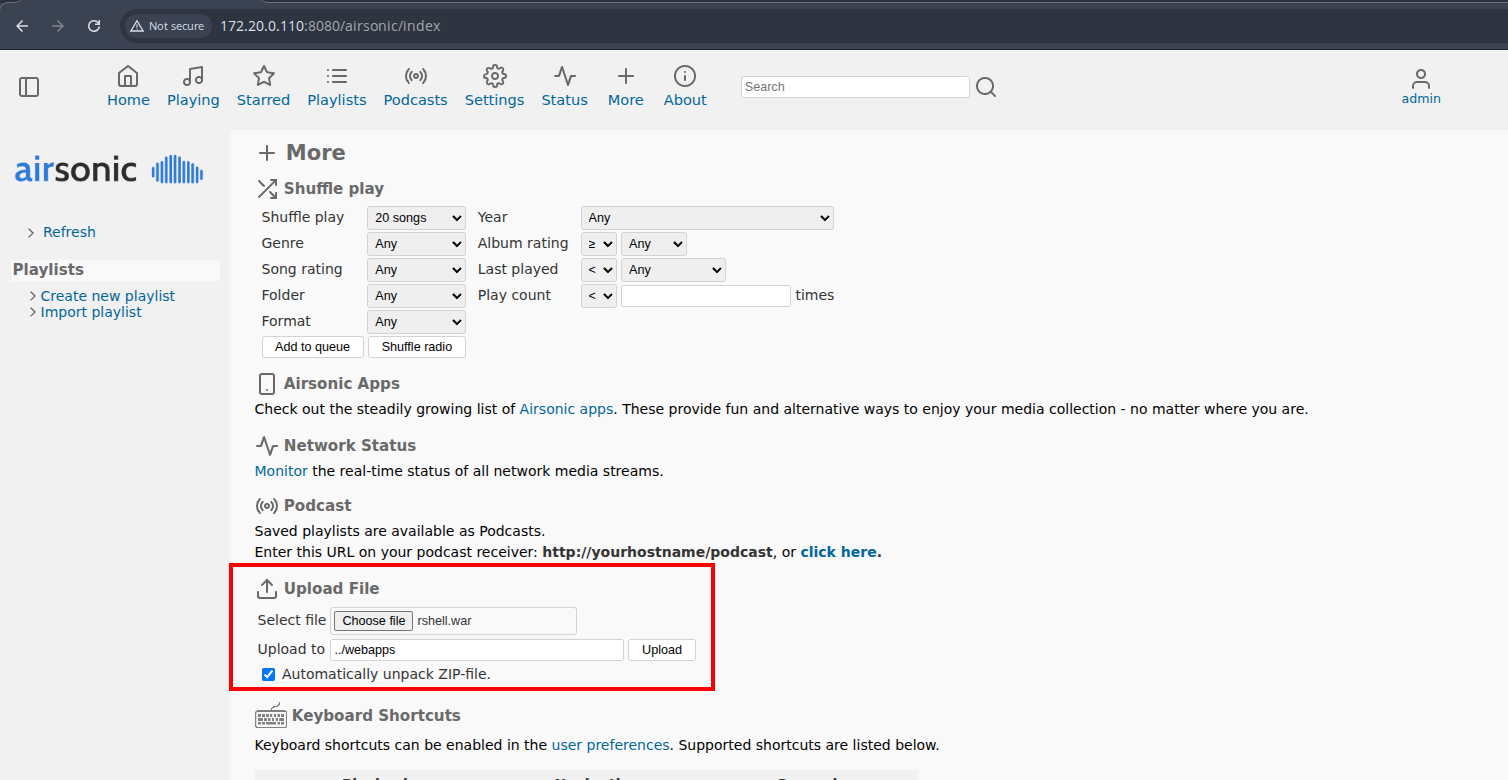 Not secure 172.20.0.110:8080/airsonic/index
Home Playing Starred Playlists Podcasts Settings Status More About Search admin
airsonic
Refresh
Playlists
Create new playlist
Import playlist
More
Shuffle play
Shuffle play 20 songs Year Any
Genre Any Album rating ≥ Any
Song rating Any Last played < Any
Folder Any Play count < times
Format Any
Add to queue Shuffle radio
Airsonic Apps
Check out the steadily growing list of Airsonic apps. These provide fun and alternative ways to enjoy your media collection - no matter where you are.
Network Status
Monitor the real-time status of all network media streams.
Podcast
Saved playlists are available as Podcasts.
Enter this URL on your podcast receiver: http://yourhostname/podcast, or click here.
Upload File
Select file Choose file rshell.war
Upload to ../webapps Upload
Automatically unpack ZIP-file.
Keyboard Shortcuts
Keyboard shortcuts can be enabled in the user preferences. Supported shortcuts are listed below.